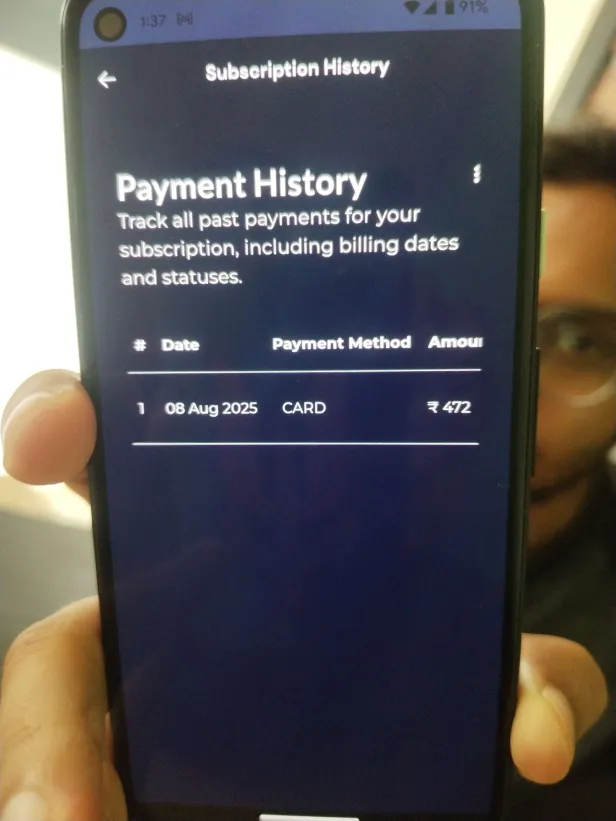 1:37 91%
Subscription History
Payment History
Track all past payments for your
subscription, including billing dates
and statuses.
# Date Payment Method Amou
1 08 Aug 2025 CARD ₹ 472